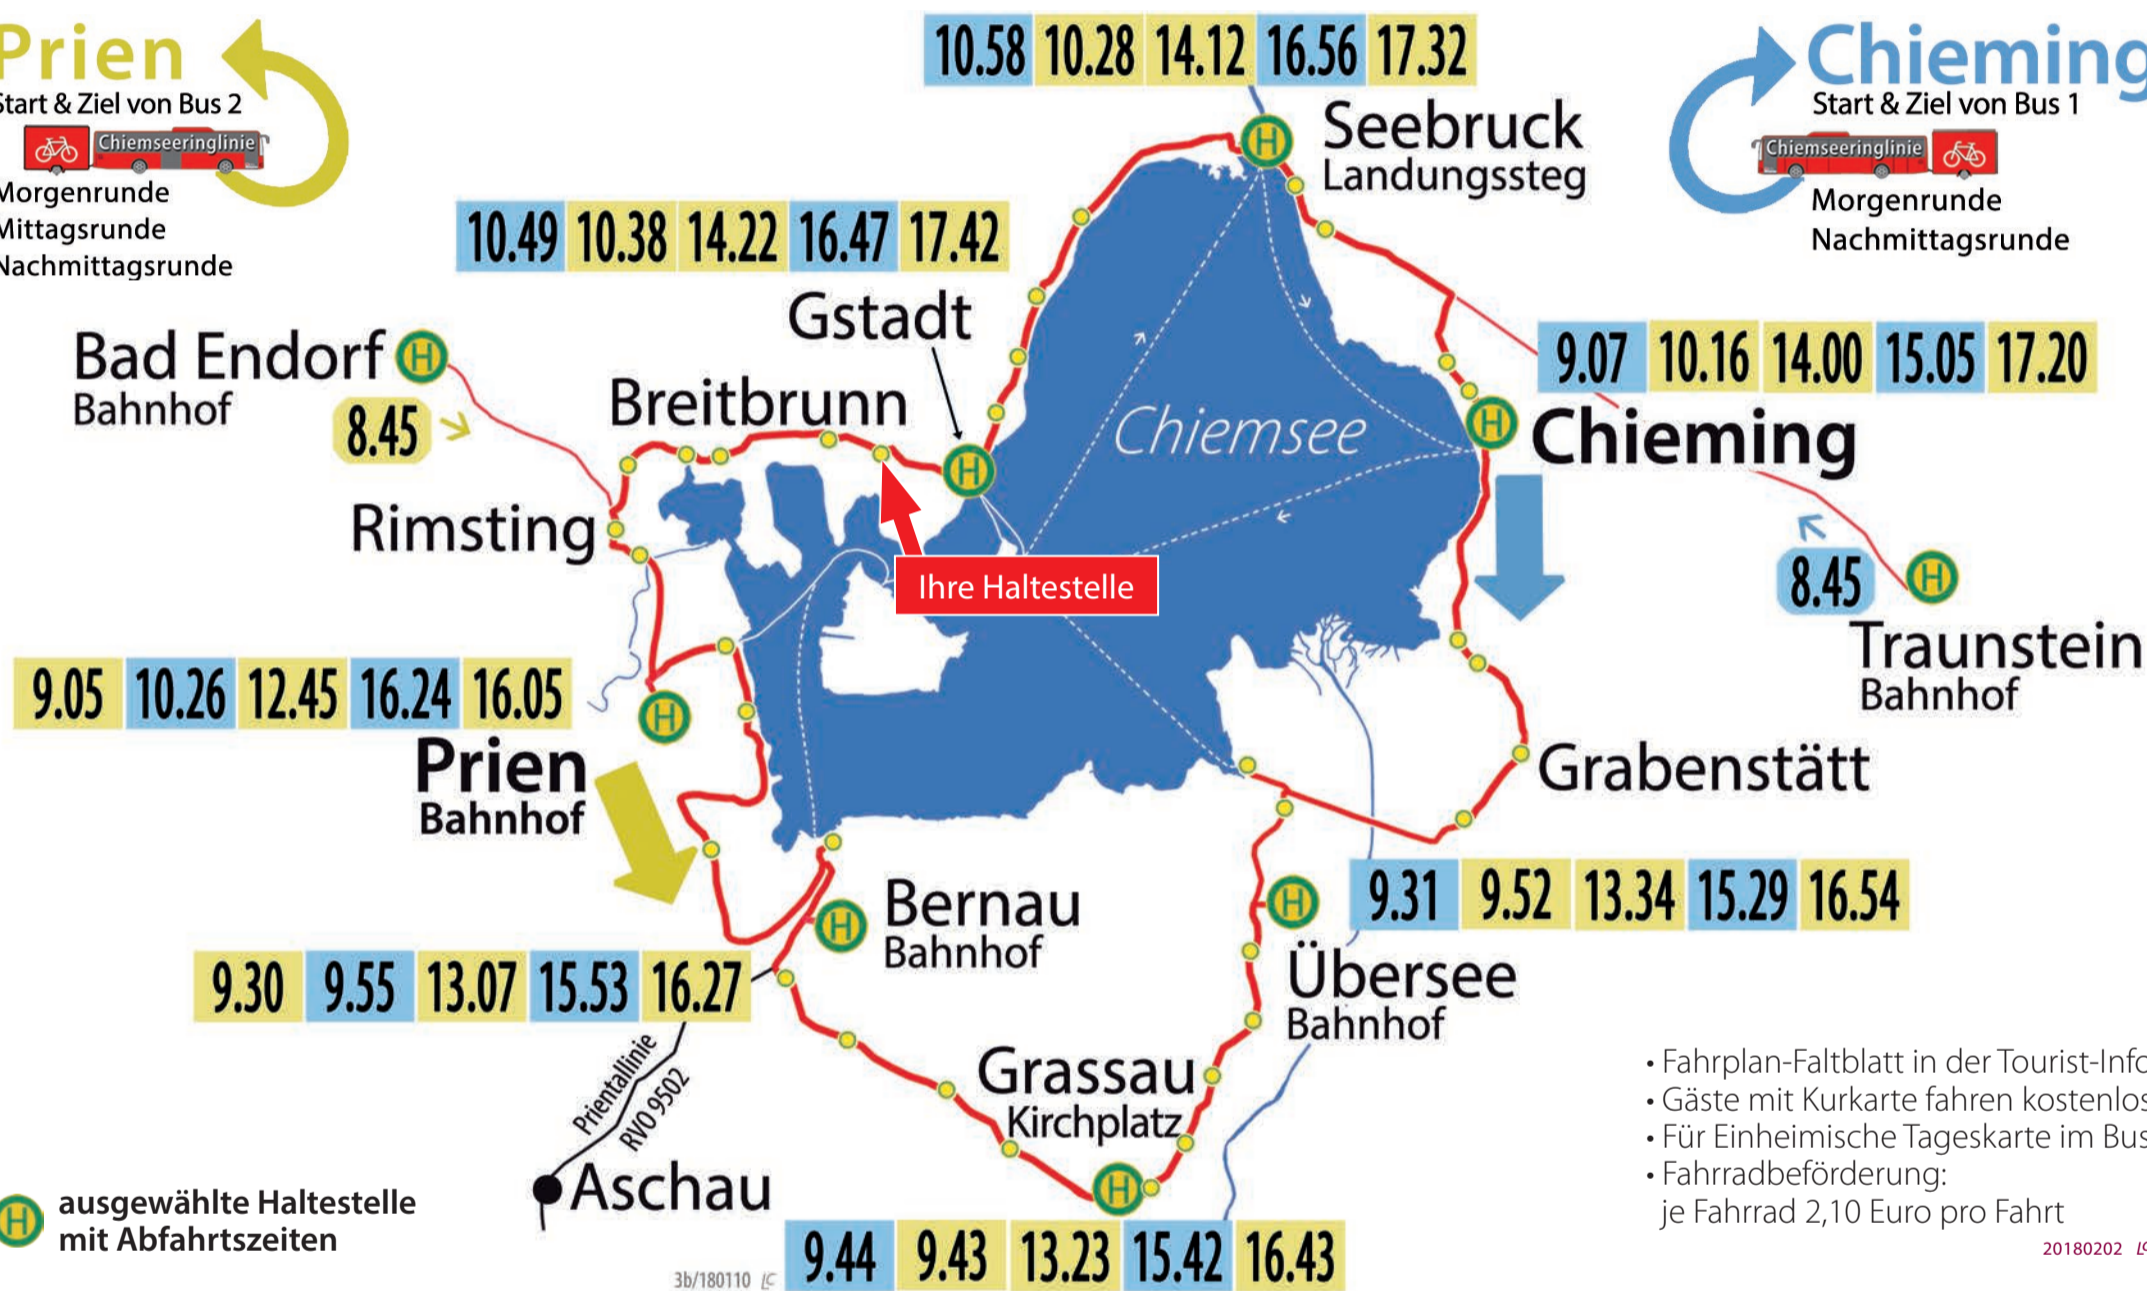 Prien
Start & Ziel von Bus 2
Chiemseeringlinie
Morgenrunde
Mittagsrunde
Nachmittagsrunde
10.58 10.28 14.12 16.56 17.32
Seebruck
Landungssteg
Chieming
Start & Ziel von Bus 1
Chiemseeringlinie
Morgenrunde
Nachmittagsrunde
10.49 10.38 14.22 16.47 17.42
Gstadt
Bad Endorf H
Bahnhof
8.45
Breitbrunn
H
H
Chiemsee
9.07 10.16 14.00 15.05 17.20
H Chieming
Rimsting
Ihre Haltestelle
8.45 H
Traunstein
Bahnhof
9.05 10.26 12.45 16.24 16.05
H
Prien
Bahnhof
Grabenstätt
H Bernau
Bahnhof
H 9.31 9.52 13.34 15.29 16.54
Übersee
Bahnhof
9.30 9.55 13.07 15.53 16.27
Prientallinie
RVO 9502
Aschau
Grassau
Kirchplatz
H
9.44 9.43 13.23 15.42 16.43
H ausgewählte Haltestelle
mit Abfahrtszeiten
3b/180110 LC
• Fahrplan-Faltblatt in der Tourist-Info
• Gäste mit Kurkarte fahren kostenlos
• Für Einheimische Tageskarte im Bus
• Fahrradbeförderung:
je Fahrrad 2,10 Euro pro Fahrt
20180202 LC